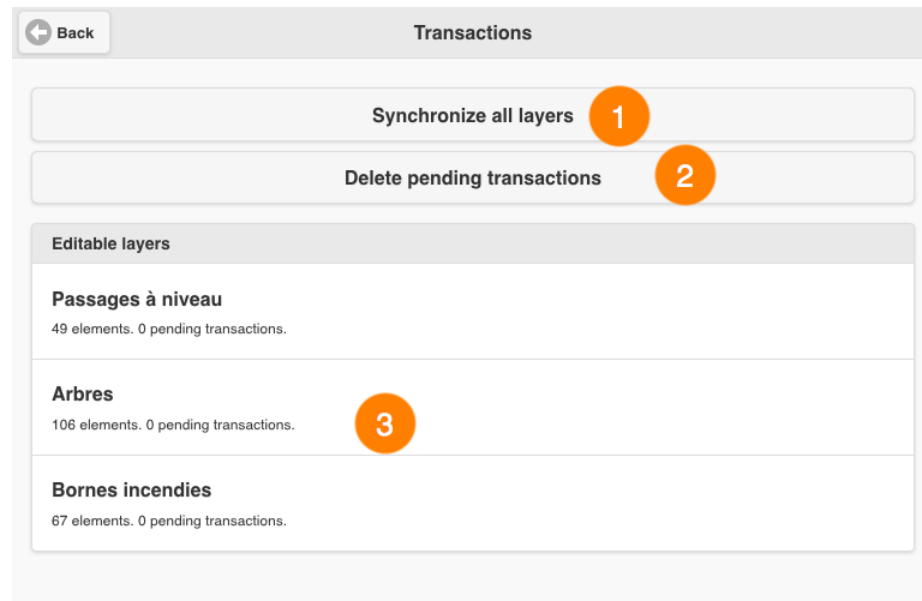 Back
Transactions
Synchronize all layers 1
Delete pending transactions 2
Editable layers
Passages à niveau
49 elements. 0 pending transactions.
Arbres
106 elements. 0 pending transactions. 3
Bornes incendies
67 elements. 0 pending transactions.